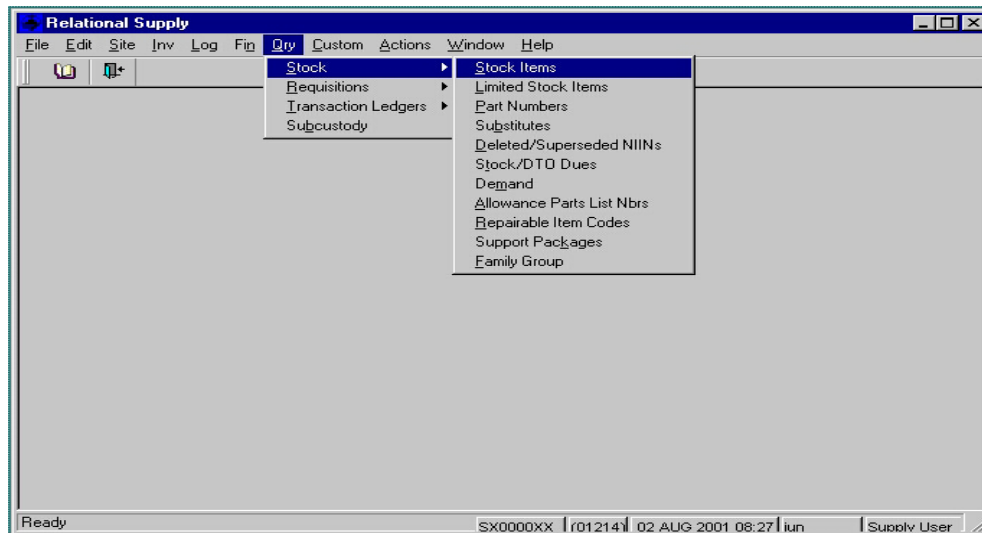 Relational Supply
File Edit Site Inv Log Fin Qry Custom Actions Window Help
Stock
Requisitions
Transaction Ledgers
Subcustody
Stock Items
Limited Stock Items
Part Numbers
Substitutes
Deleted/Superseded NIINs
Stock/DTO Dues
Demand
Allowance Parts List Nbrs
Repairable Item Codes
Support Packages
Family Group
Ready SX0000XX (01214) 02 AUG 2001 08:27 Supply User